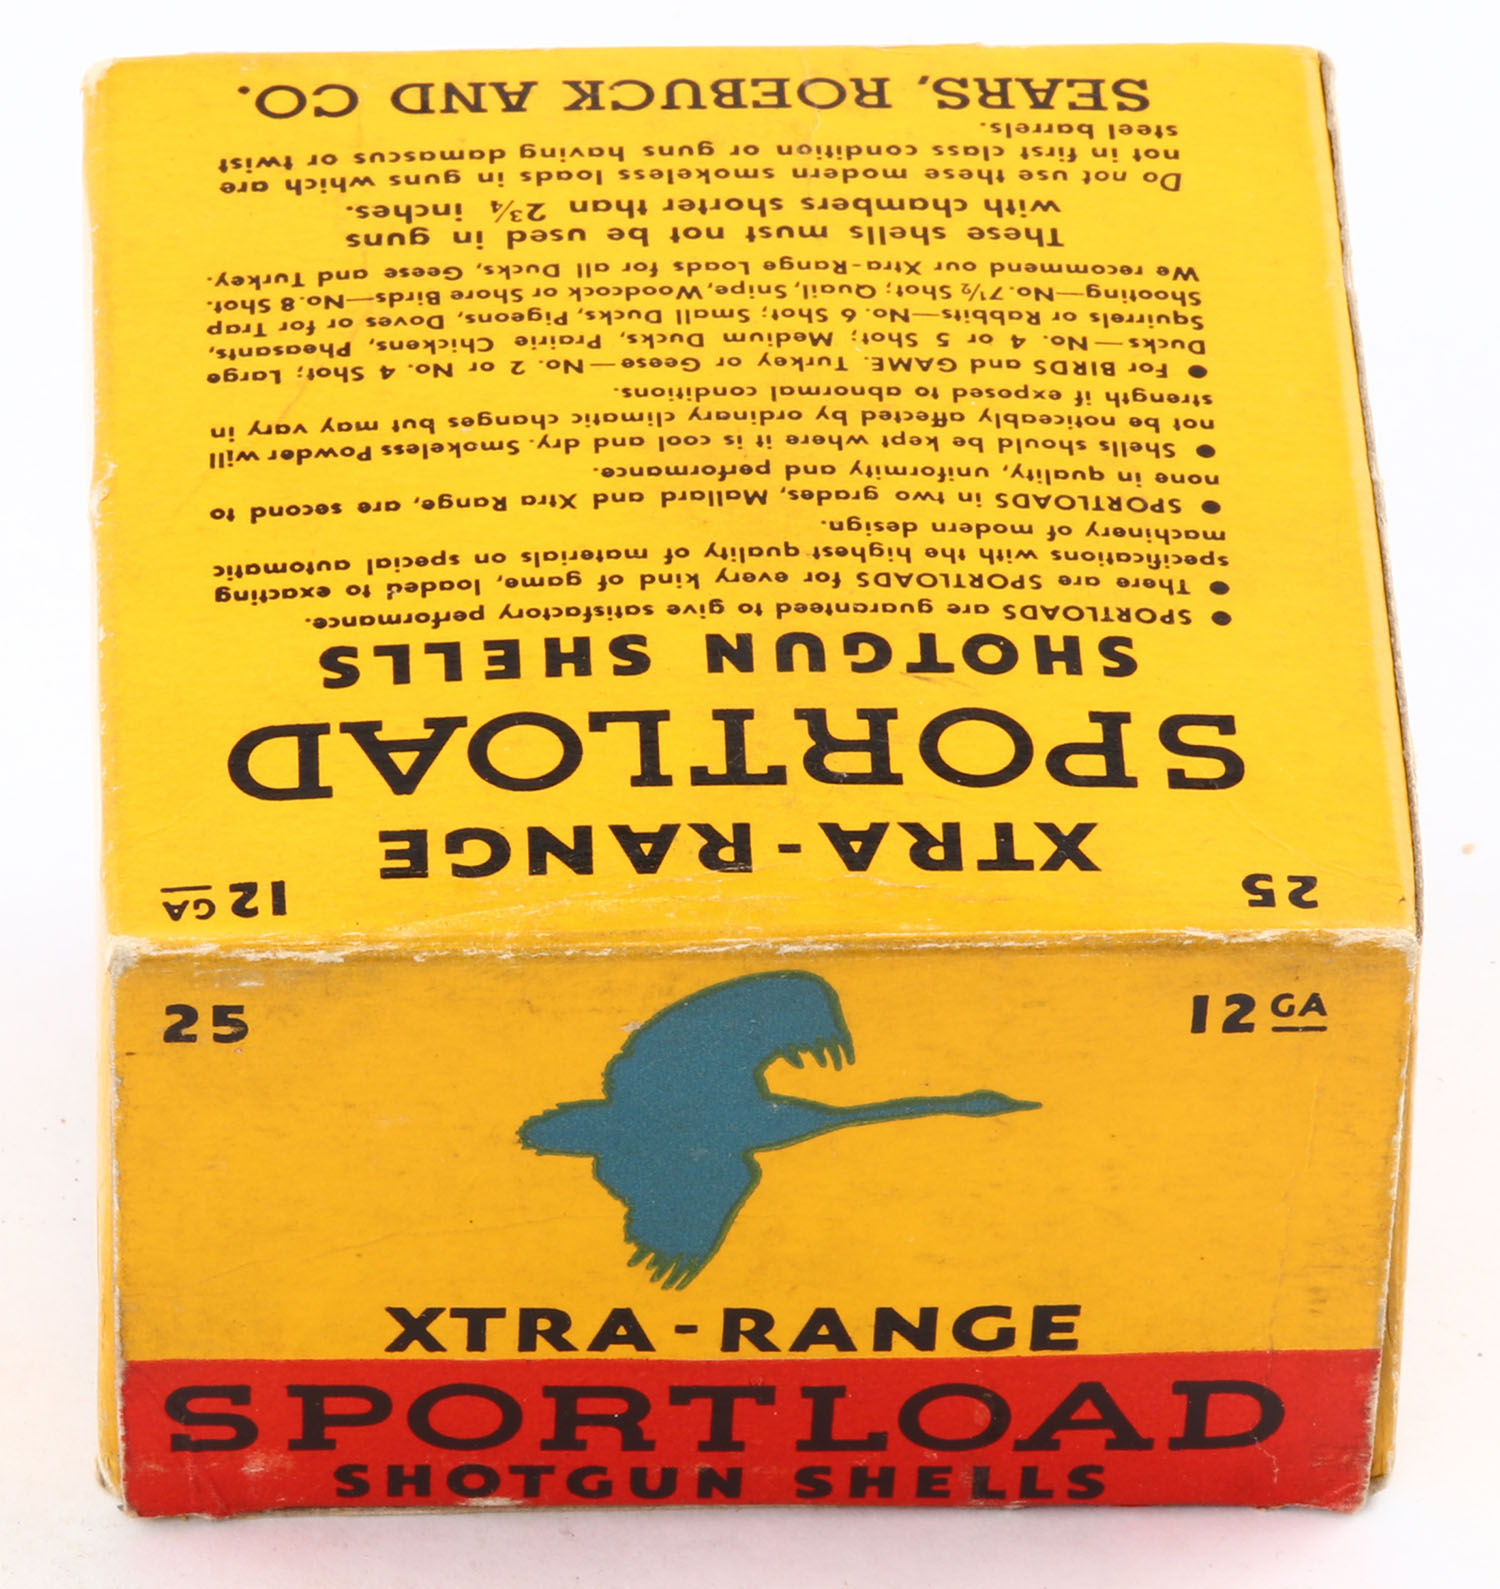 25 12 GA
XTRA-RANGE
SPORTLOAD
SHOTGUN SHELLS
• SPORTLOADS are guaranteed to give satisfactory performance.
• There are SPORTLOADS for every kind of game, loaded to exacting
specifications with the highest quality of materials on special automatic
machinery of modern design.
• SPORTLOADS in two grades, Mallard and Xtra Range, are second to
none in quality, uniformity and performance.
• Shells should be kept where it is cool and dry. Smokeless Powder will
not be noticeably affected by ordinary climatic changes but may vary in
strength if exposed to abnormal conditions.
• For BIRDS and GAME. Turkey or Geese—No. 2 or No. 4 Shot; Large
Ducks—No. 4 or 5 Shot; Medium Ducks, Prairie Chickens, Pheasants,
Squirrels or Rabbits—No. 6 Shot; Small Ducks, Pigeons, Doves or for Trap
Shooting—No. 7½ Shot; Quail, Snipe, Woodcock or Shore Birds—No. 8 Shot.
We recommend our Xtra-Range Loads for all Ducks, Geese and Turkey.
These shells must not be used in guns
with chambers shorter than 2¾ inches.
Do not use these modern smokeless loads in guns which are
not in first class condition or guns having damascus or twist
steel barrels.
SEARS, ROEBUCK AND CO.
25 12 GA
XTRA-RANGE
SPORTLOAD
SHOTGUN SHELLS